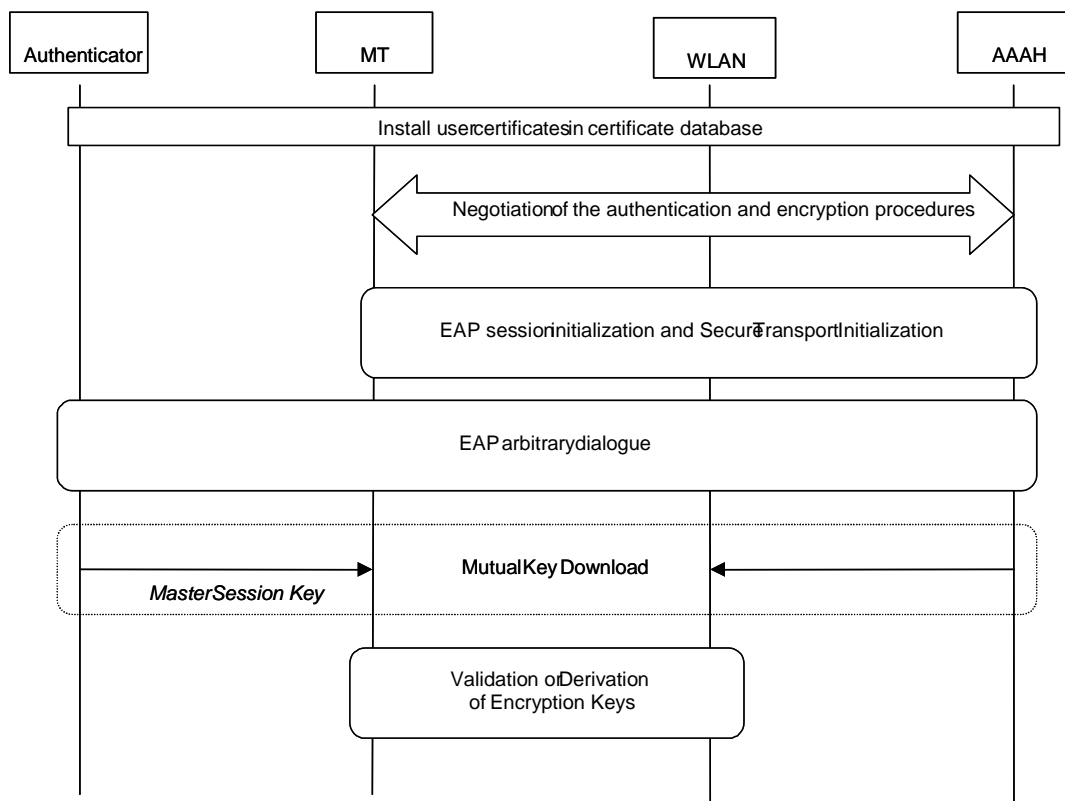 Authenticator
MT
WLAN
AAAH
Install usercertificatesin certificate database
Negotiationof the authentication and encryption procedures
EAP sessioninitialization and SecureTransportInitialization
EAParbitrarydialogue
MutualKey Download
MasterSession Key
Validation orDerivation
of Encryption Keys